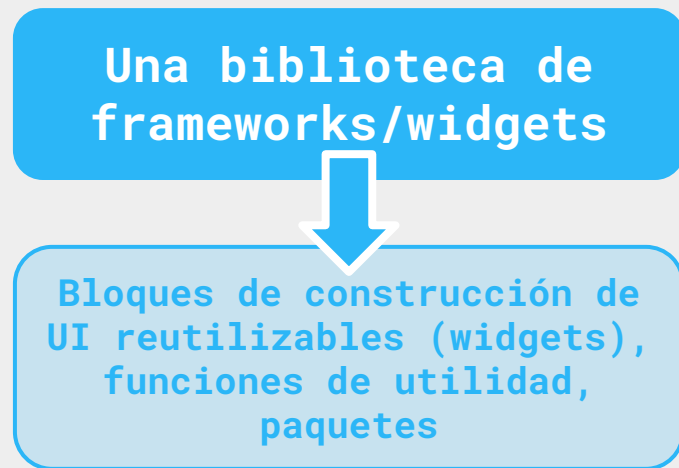 Una biblioteca de
frameworks/widgets
Bloques de construcción de
UI reutilizables (widgets),
funciones de utilidad,
paquetes